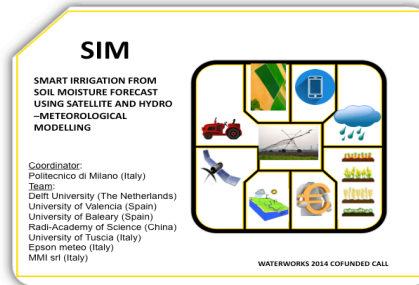 SIM
SMART IRRIGATION FROM
SOIL MOISTURE FORECAST
USING SATELLITE AND HYDRO
–METEOROLOGICAL
MODELLING
Coordinator:
Politecnico di Milano (Italy)
Team:
Delft University (The Netherlands)
University of Valencia (Spain)
University of Baleary (Spain)
Radi-Academy of Science (China)
University of Tuscia (Italy)
Epson meteo (Italy)
MMI srl (Italy)
WATERWORKS 2014 COFUNDED CALL